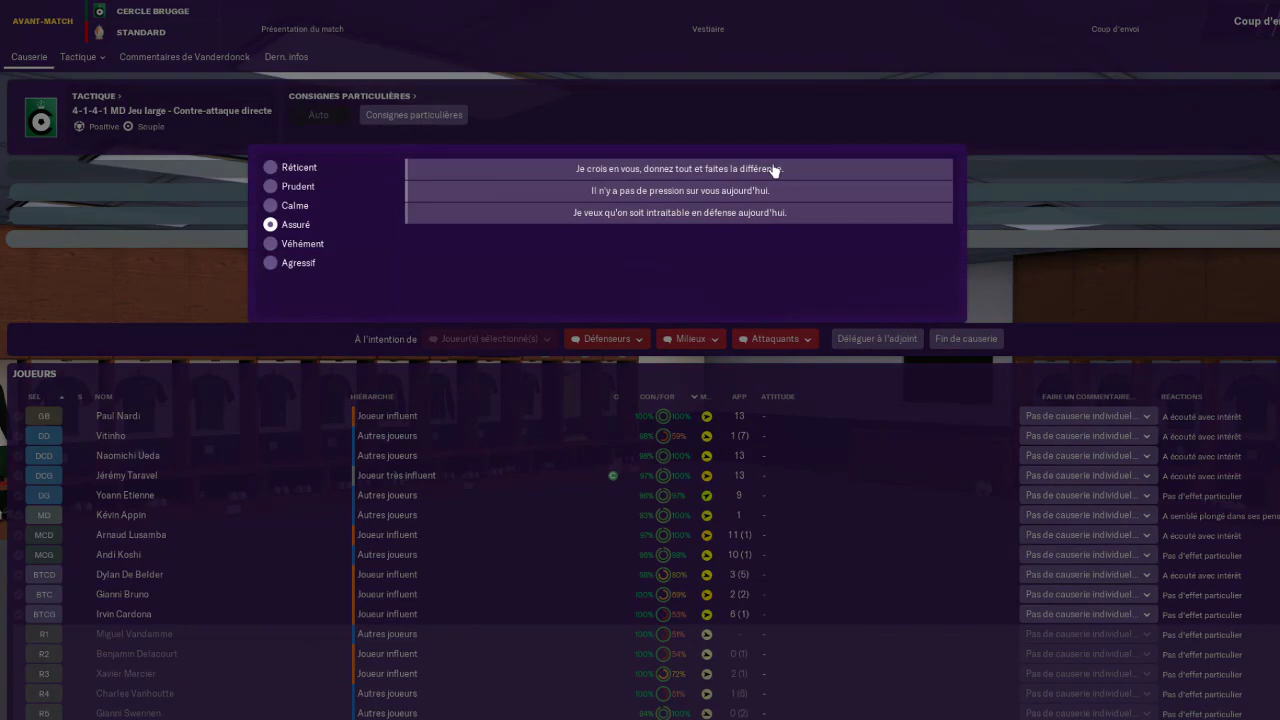 AVANT-MATCH
CERCLE BRUGGE
STANDARD
Présentation du match
Vestiaire
Coup d'envoi
Causerie Tactique Commentaires de Vanderdonck Dern. infos
TACTIQUE >
4-1-4-1 MD Jeu large - Contre-attaque directe
Positive Souple
CONSIGNES PARTICULIÈRES >
Auto Consignes particulières
Réticent
Prudent
Calme
Assuré
Véhément
Agressif
Je crois en vous, donnez tout et faites la différence.
Il n'y a pas de pression sur vous aujourd'hui.
Je veux qu'on soit intraitable en défense aujourd'hui.
À l'intention de Joueur(s) sélectionné(s) Défenseurs Milieux Attaquants Déléguer à l'adjoint Fin de causerie
JOUEURS
SÉL S NOM HIÉRARCHIE C CON/FOR M... APP ATTITUDE FAIRE UN COMMENTAIRE... RÉACTIONS
GB Paul Nardi Joueur influent 100% 100% 13 - Pas de causerie individuel... A écouté avec intérêt
DD Vitinho Autres joueurs 98% 59% 1 (7) - Pas de causerie individuel... A écouté avec intérêt
DCD Naomichi Ueda Autres joueurs 98% 100% 13 - Pas de causerie individuel... A écouté avec intérêt
DCG Jérémy Taravel Joueur très influent C 97% 100% 13 - Pas de causerie individuel... A écouté avec intérêt
DG Yoann Etienne Autres joueurs 98% 97% 9 - Pas de causerie individuel... Pas d'effet particulier
MD Kévin Appin Autres joueurs 93% 100% 1 - Pas de causerie individuel... A semblé plongé dans ses pens
MCD Arnaud Lusamba Joueur influent 97% 100% 11 (1) - Pas de causerie individuel... A écouté avec intérêt
MCG Andi Koshi Autres joueurs 96% 98% 10 (1) - Pas de causerie individuel... Pas d'effet particulier
BTCD Dylan De Belder Joueur influent 98% 80% 3 (5) - Pas de causerie individuel... A écouté avec intérêt
BTC Gianni Bruno Joueur influent 100% 69% 2 (2) - Pas de causerie individuel... Pas d'effet particulier
BTCG Irvin Cardona Joueur influent 100% 53% 6 (1) - Pas de causerie individuel... Pas d'effet particulier
R1 Miguel Vandamme Autres joueurs 100% 51% - - Pas de causerie individuel... Pas d'effet particulier
R2 Benjamin Delacourt Autres joueurs 100% 54% 0 (1) - Pas de causerie individuel... Pas d'effet particulier
R3 Xavier Mercier Joueur influent 100% 72% 2 (1) - Pas de causerie individuel... Pas d'effet particulier
R4 Charles Vanhoutte Autres joueurs 100% 61% 1 (6) - Pas de causerie individuel... Pas d'effet particulier
R5 Gianni Swennen Autres joueurs 94% 100% 0 (2) - Pas de causerie individuel... Pas d'effet particulier